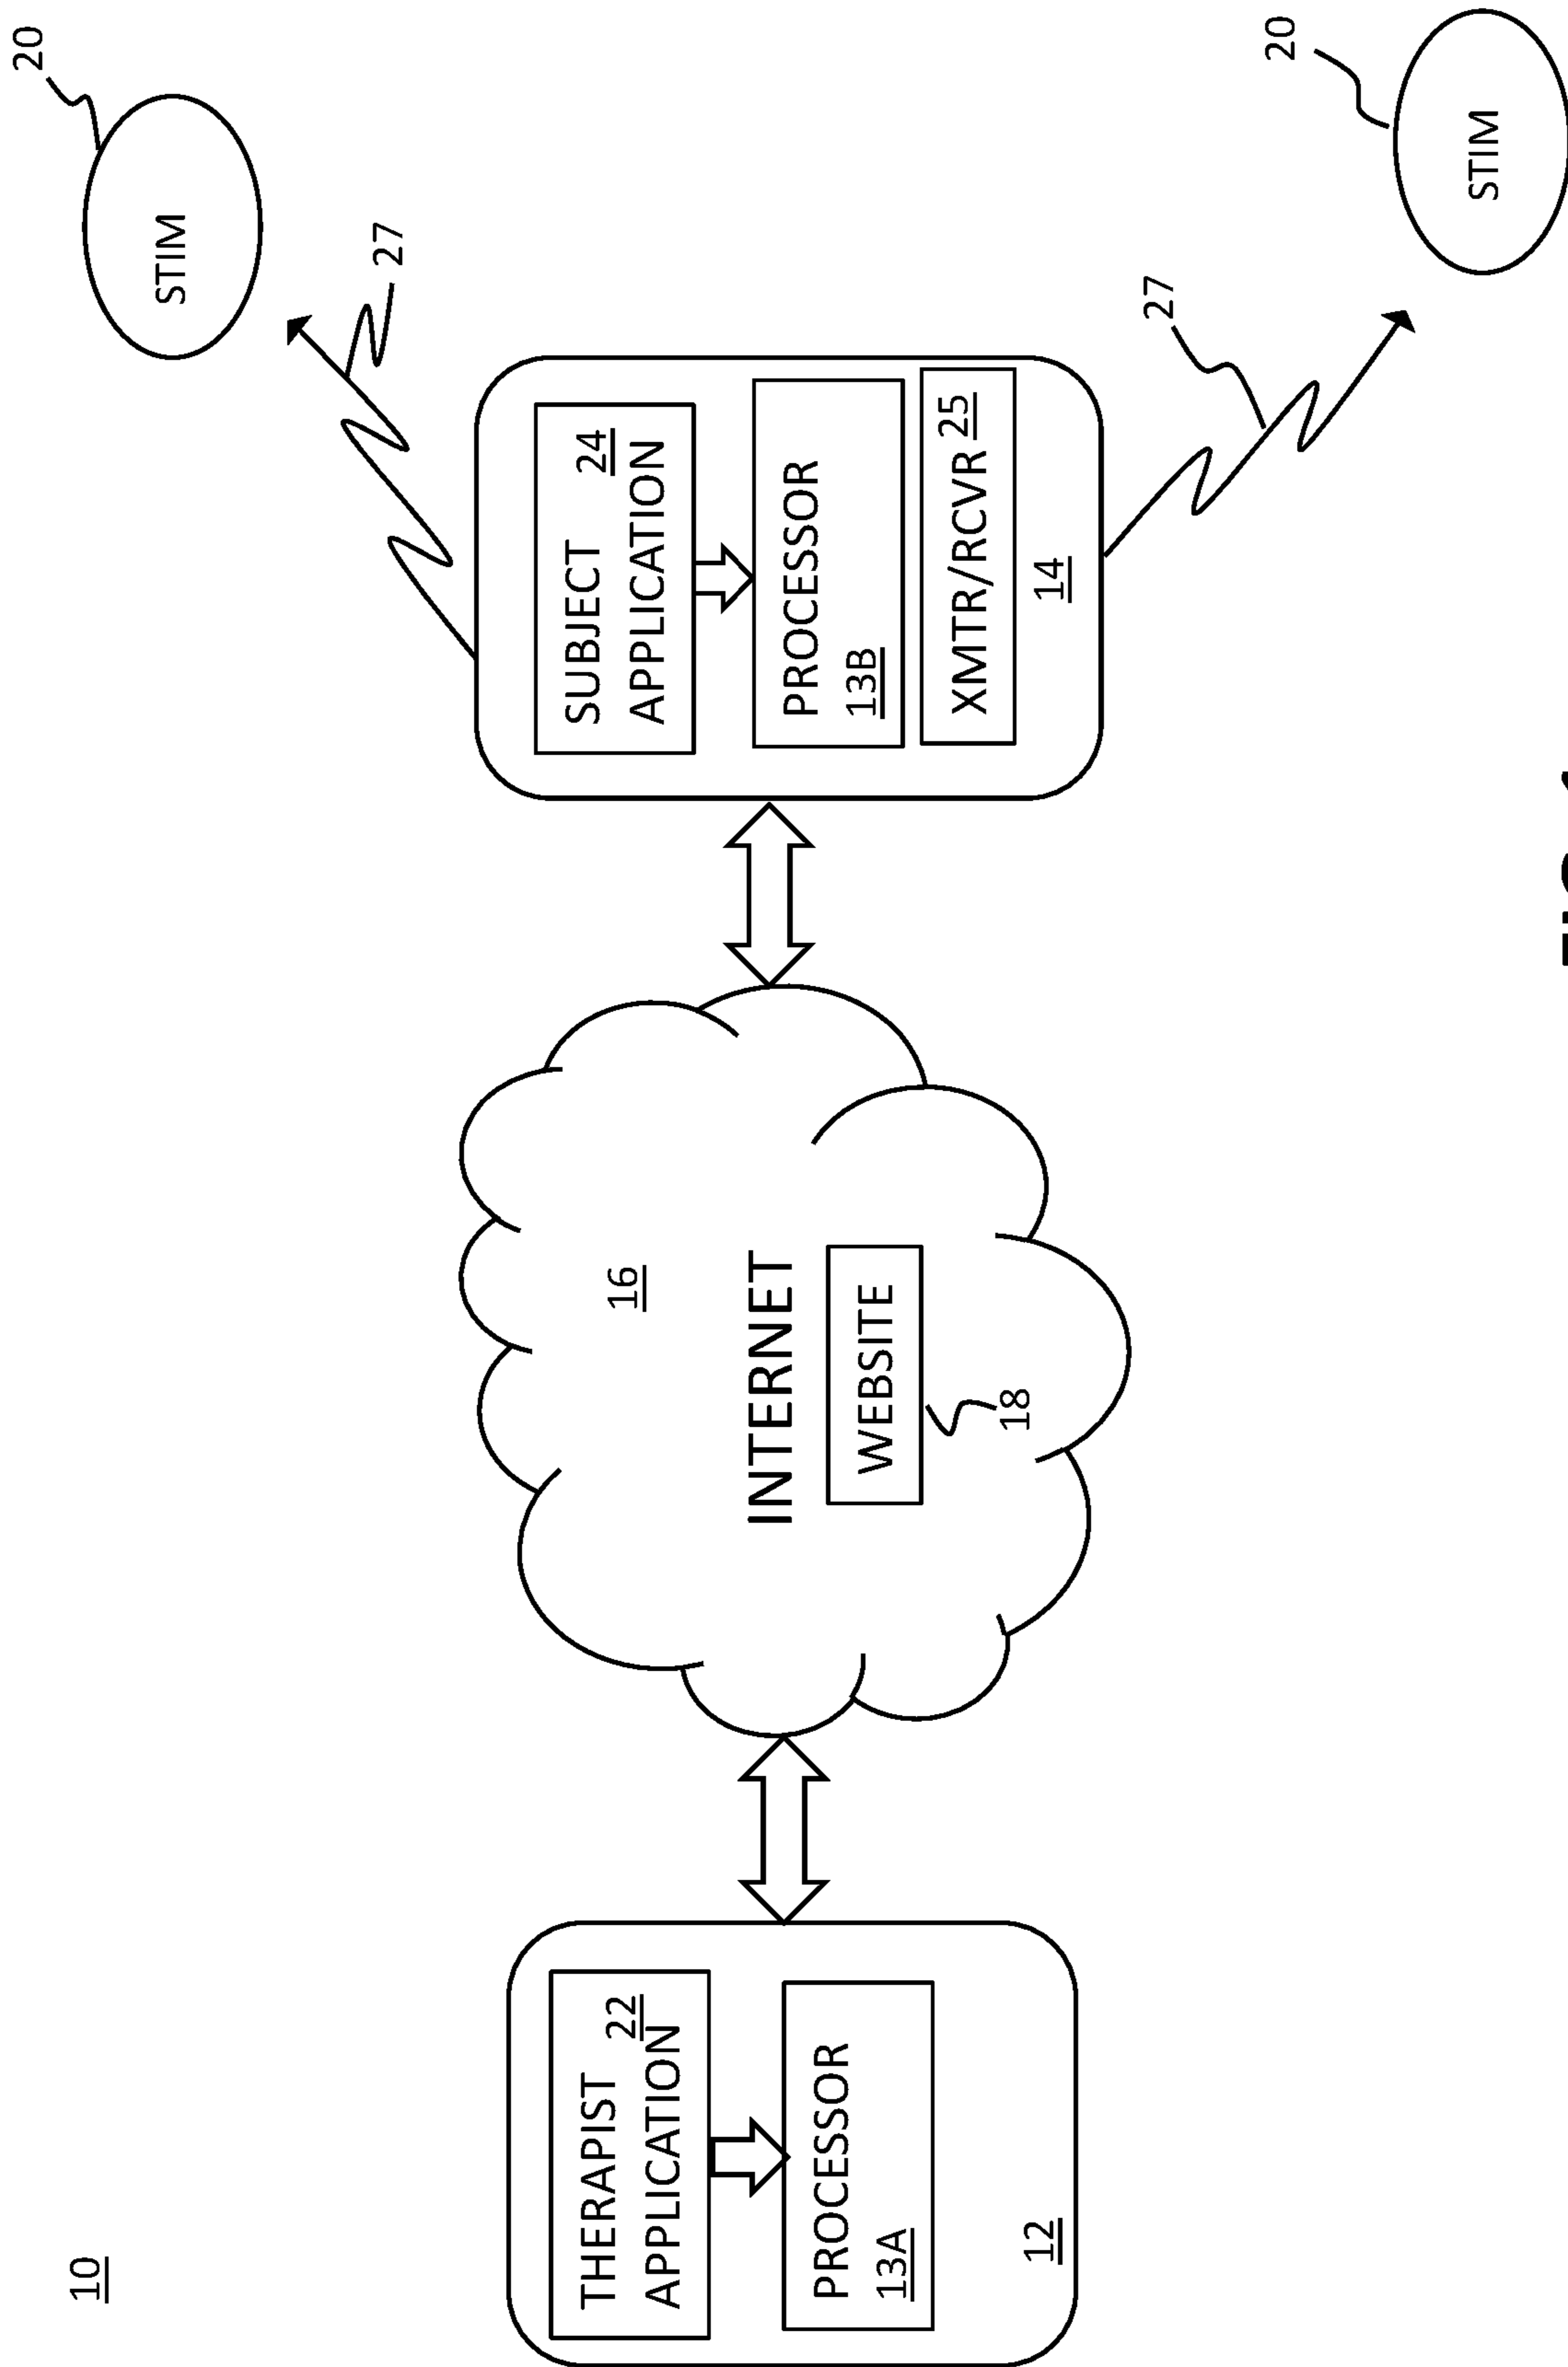 10
THERAPIST
22
APPLICATION
PROCESSOR
13A
12
16
INTERNET
WEBSITE
18
SUBJECT
24
APPLICATION
PROCESSOR
13B
XMTR/RCVR 25
14
27
20
STIM
27
20
STIM